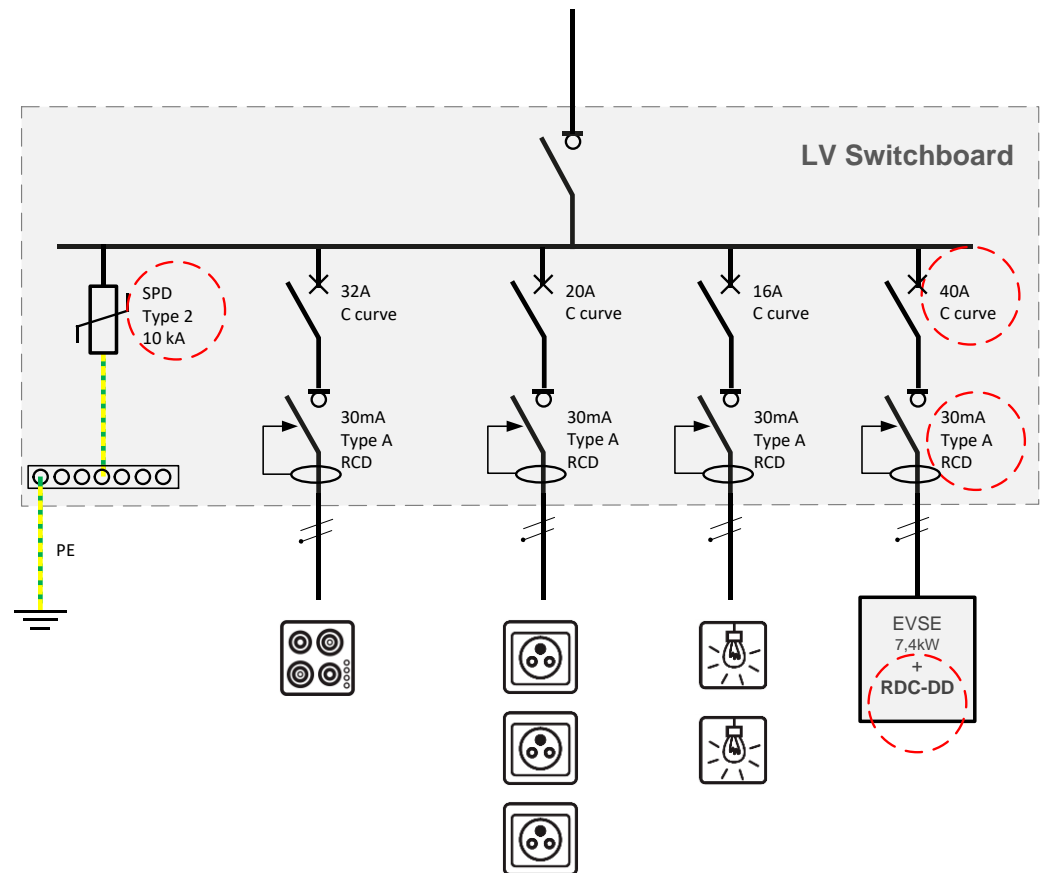 LV Switchboard
SPD
Type 2
10 kA
32A
C curve
20A
C curve
16A
C curve
40A
C curve
30mA
Type A
RCD
30mA
Type A
RCD
30mA
Type A
RCD
30mA
Type A
RCD
PE
EVSE
7,4kW
+
RDC-DD